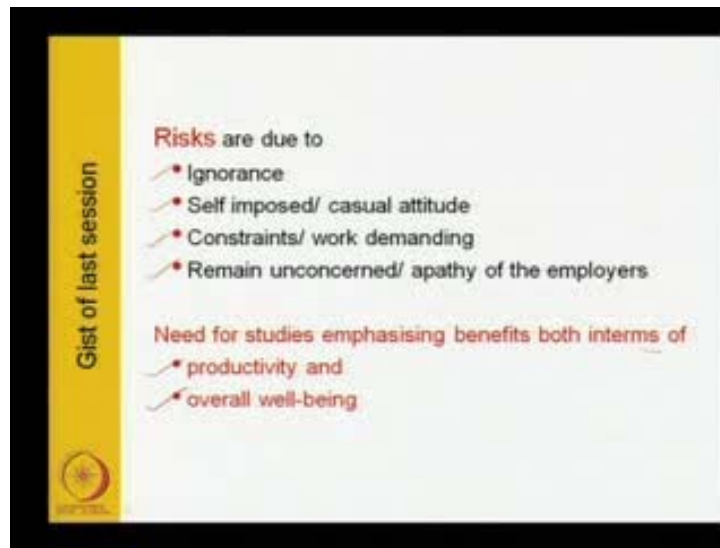 Gist of last session
Risks are due to
• Ignorance
• Self imposed/ casual attitude
• Constraints/ work demanding
• Remain unconcerned/ apathy of the employers
Need for studies emphasising benefits both interms of
• productivity and
• overall well-being